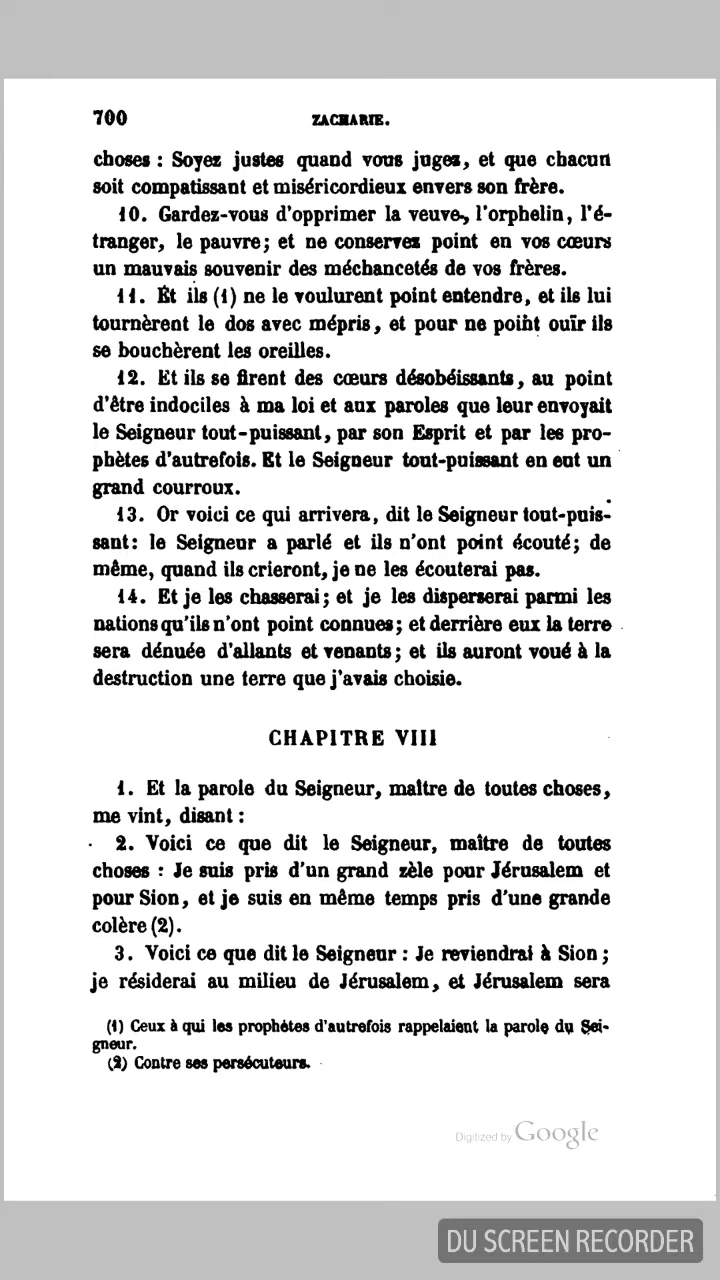 700 ZACHARIE.
choses : Soyez justes quand vous jugez, et que chacun
soit compatissant et miséricordieux envers son frère.
10. Gardez-vous d'opprimer la veuve, l'orphelin, l'é-
tranger, le pauvre; et ne conservez point en vos cœurs
un mauvais souvenir des méchancetés de vos frères.
11. Et ils (1) ne le voulurent point entendre, et ils lui
tournèrent le dos avec mépris, et pour ne point ouïr ils
se bouchèrent les oreilles.
12. Et ils se firent des cœurs désobéissants, au point
d'être indociles à ma loi et aux paroles que leur envoyait
le Seigneur tout-puissant, par son Esprit et par les pro-
phètes d'autrefois. Et le Seigneur tout-puissant en eut un
grand courroux.
13. Or voici ce qui arrivera, dit le Seigneur tout-puis-
sant: le Seigneur a parlé et ils n'ont point écouté; de
même, quand ils crieront, je ne les écouterai pas.
14. Et je les chasserai; et je les disperserai parmi les
nations qu'ils n'ont point connues; et derrière eux la terre
sera dénuée d'allants et venants; et ils auront voué à la
destruction une terre que j'avais choisie.
CHAPITRE VIII
1. Et la parole du Seigneur, maître de toutes choses,
me vint, disant :
2. Voici ce que dit le Seigneur, maître de toutes
choses : Je suis pris d'un grand zèle pour Jérusalem et
pour Sion, et je suis en même temps pris d'une grande
colère (2).
3. Voici ce que dit le Seigneur : Je reviendrai à Sion;
je résiderai au milieu de Jérusalem, et Jérusalem sera
(1) Ceux à qui les prophètes d'autrefois rappelaient la parole du Sei-
gneur.
(2) Contre ses persécuteurs.
Digitized by Google
DU SCREEN RECORDER